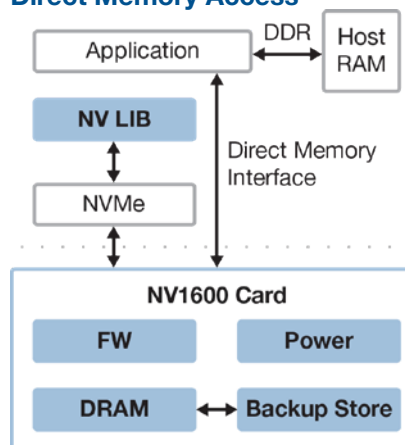 Direct Memory Access
DDR
Application
Host
RAM
NV LIB
Direct Memory
Interface
NVMe
NV1600 Card
FW
Power
DRAM
Backup Store